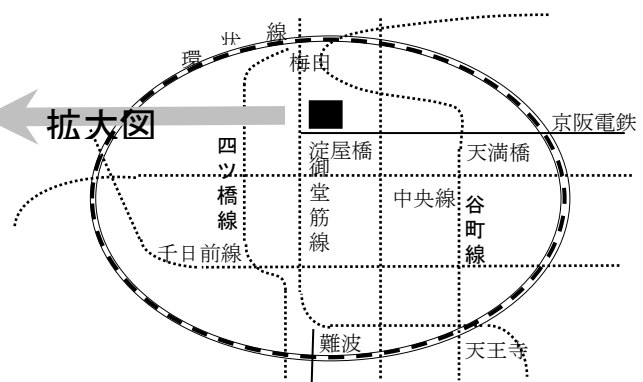 環状線
梅田
拡大図
京阪電鉄
淀屋橋
天満橋
四ツ橋線
御堂筋線
中央線
谷町線
千日前線
難波
天王寺